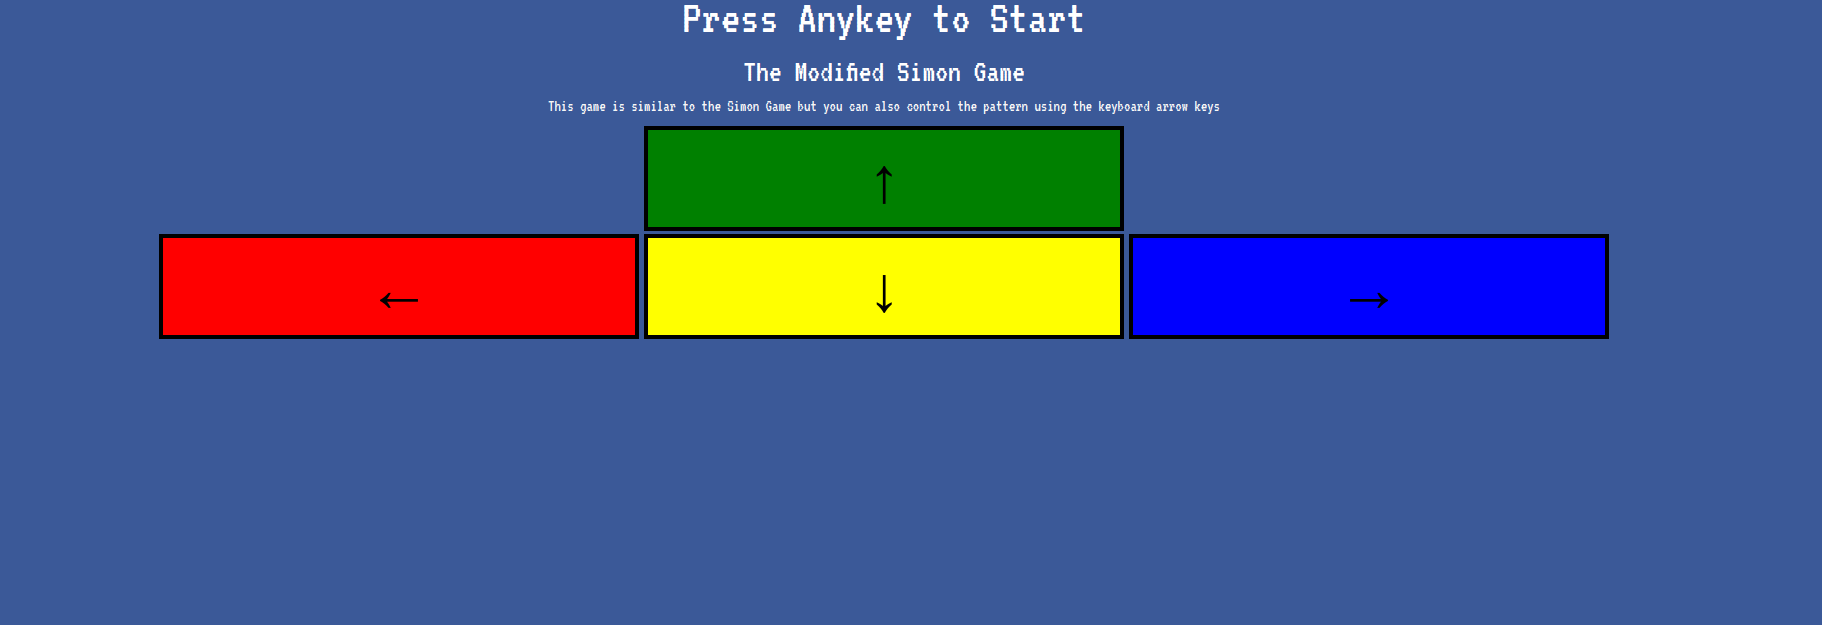 Press Anykey to Start
The Modified Simon Game
This game is similar to the Simon Game but you can also control the pattern using the keyboard arrow keys
↑
← ↓ →